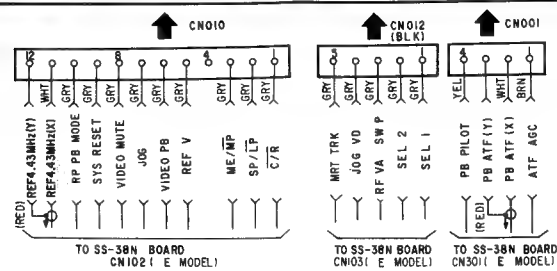 CN010
CN012
(BLK)
CN001
12
8
4
1
5
1
4
1
WHT
GRY
GRY
GRY
GRY
GRY
GRY
GRY
GRY
GRY
GRY
GRY
GRY
GRY
GRY
YEL
WHT
BRN
REF4.43MHz(Y)
REF4.43MHz(X)
RP PB MODE
SYS RESET
VIDEO MUTE
JOG
VIDEO PB
REF V
ME/MP
SP/LP
C/R
MRT TRK
JOG VD
RF VA SWP
SEL 2
SEL 1
PB PILOT
PB ATF(Y)
PB ATF(X)
ATF AGC
(RED)
(RED)
TO SS-38N BOARD
CN102( E MODEL)
TO SS-38N BOARD
CN103( E MODEL)
TO SS-38N BOARD
CN301( E MODEL)